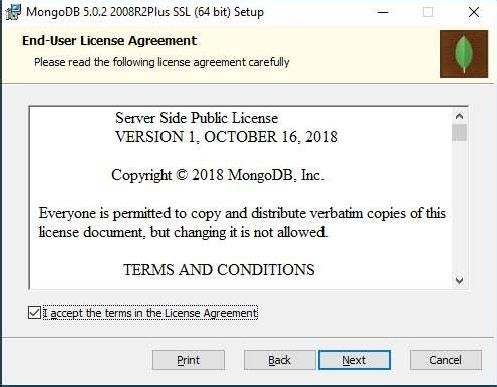 MongoDB 5.0.2 2008R2Plus SSL (64 bit) Setup
End-User License Agreement
Please read the following license agreement carefully
Server Side Public License
VERSION 1, OCTOBER 16, 2018
Copyright © 2018 MongoDB, Inc.
Everyone is permitted to copy and distribute verbatim copies of this
license document, but changing it is not allowed.
TERMS AND CONDITIONS
I accept the terms in the License Agreement
Print
Back
Next
Cancel